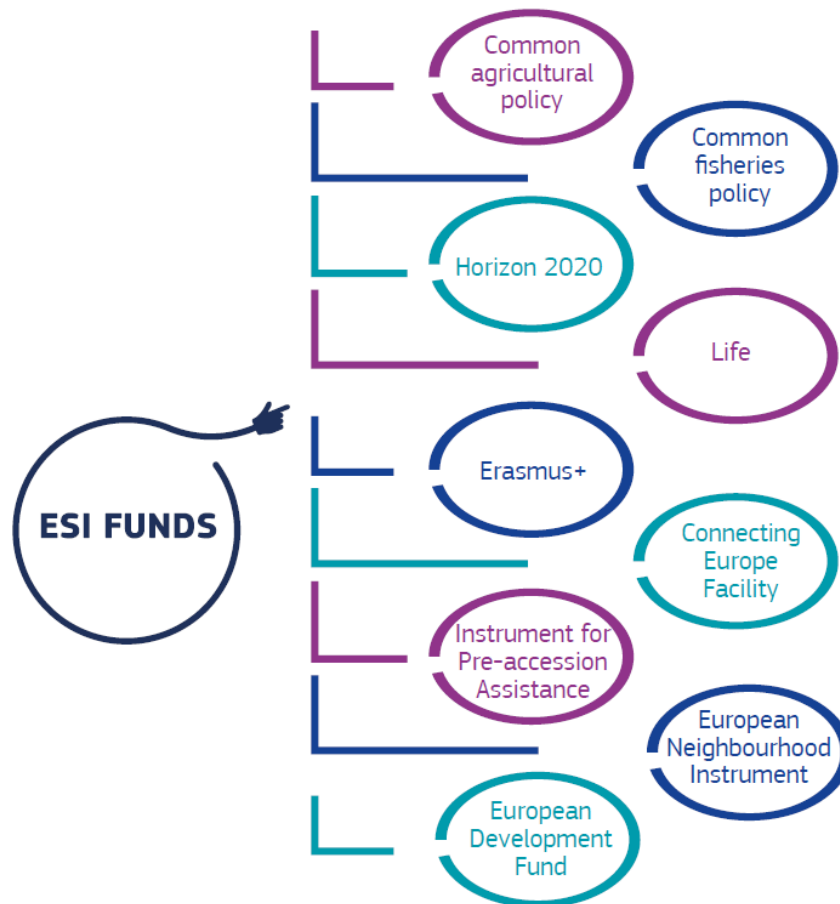 Common
agricultural
policy
Common
fisheries
policy
Horizon 2020
Life
ESI FUNDS
Erasmus+
Connecting
Europe
Facility
Instrument for
Pre-accession
Assistance
European
Neighbourhood
Instrument
European
Development
Fund